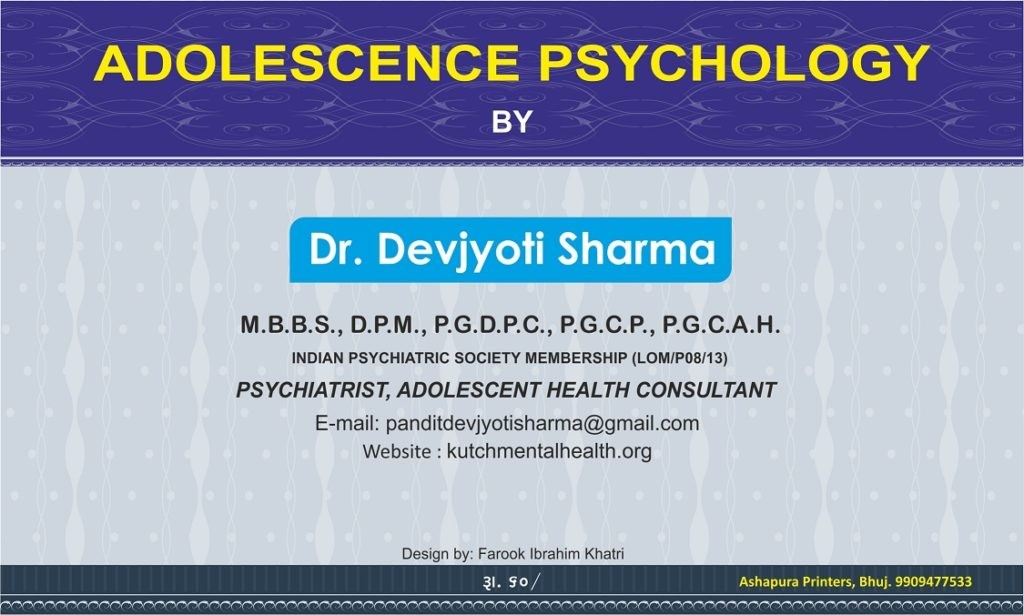 ADOLESCENCE PSYCHOLOGY
BY
Dr. Devjyoti Sharma
M.B.B.S., D.P.M., P.G.D.P.C., P.G.C.P., P.G.C.A.H.
INDIAN PSYCHIATRIC SOCIETY MEMBERSHIP (LOM/P08/13)
PSYCHIATRIST, ADOLESCENT HEALTH CONSULTANT
E-mail: panditdevjyotisharma@gmail.com
Website : kutchmentalhealth.org
Design by: Farook Ibrahim Khatri
રૂા. ૬૦/
Ashapura Printers, Bhuj. 9909477533